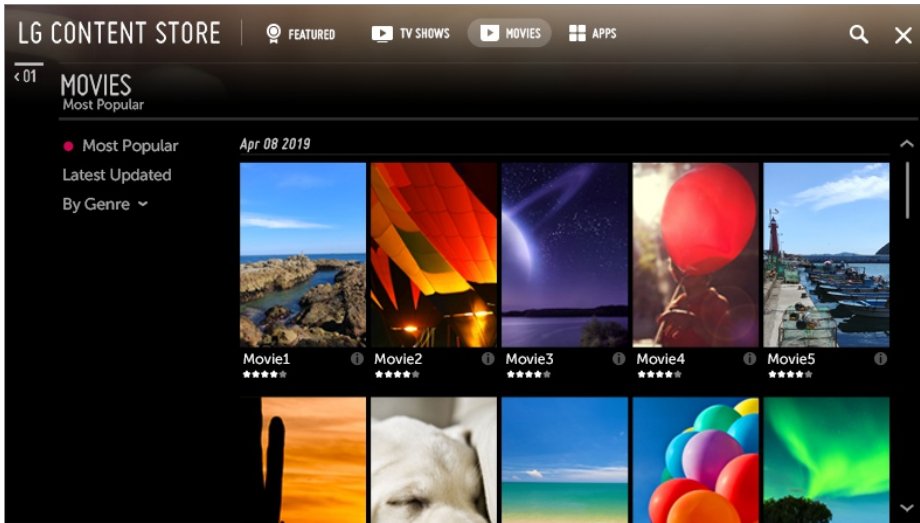 LG CONTENT STORE
FEATURED
TV SHOWS
MOVIES
APPS
01
MOVIES
Most Popular
Most Popular
Latest Updated
By Genre
Apr 08 2019
Movie1
Movie2
Movie3
Movie4
Movie5